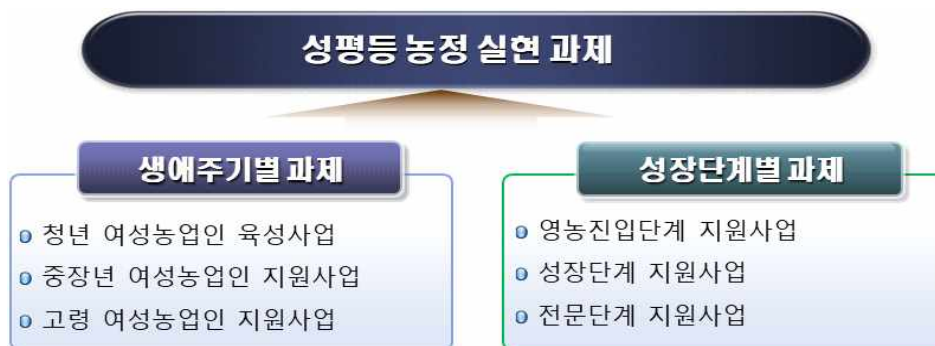 성평등 농정 실현 과제
생애주기별 과제
청년 여성농업인 육성사업
중장년 여성농업인 지원사업
고령 여성농업인 지원사업
성장단계별 과제
영농진입단계 지원사업
성장단계 지원사업
전문단계 지원사업